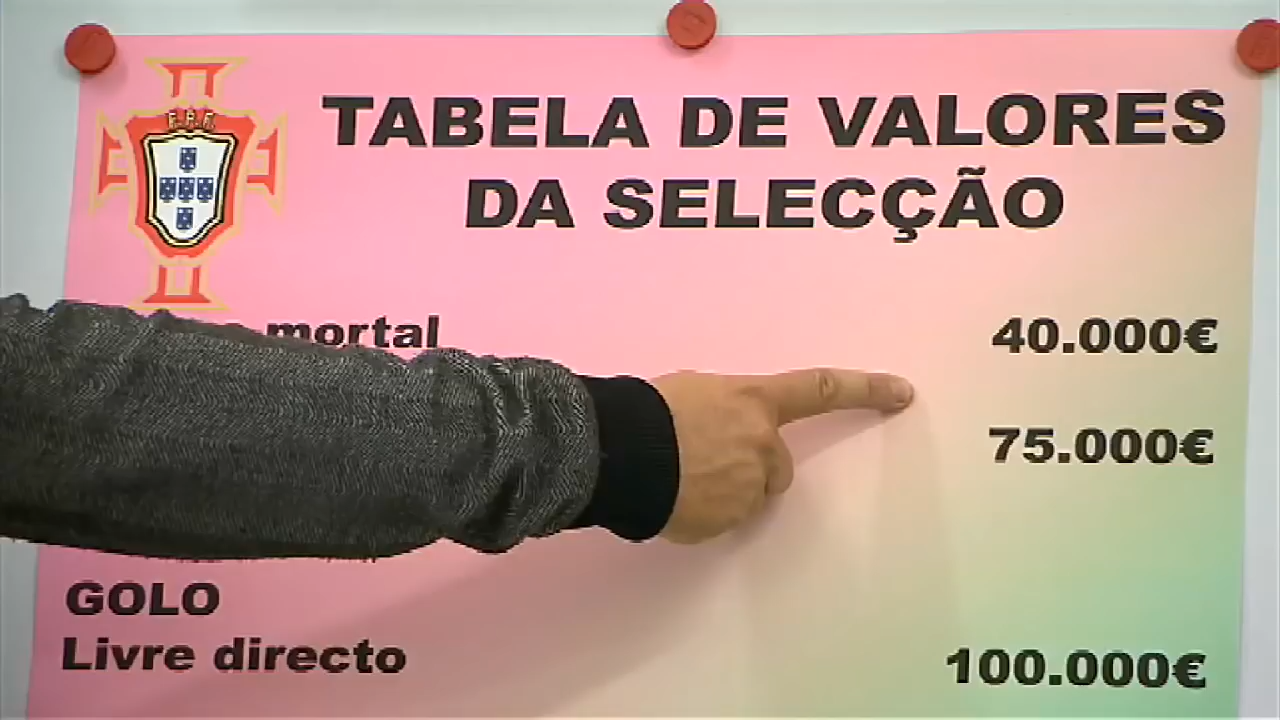 F.P.F.
TABELA DE VALORES
DA SELECÇÃO
mortal 40.000€
75.000€
GOLO
Livre directo 100.000€